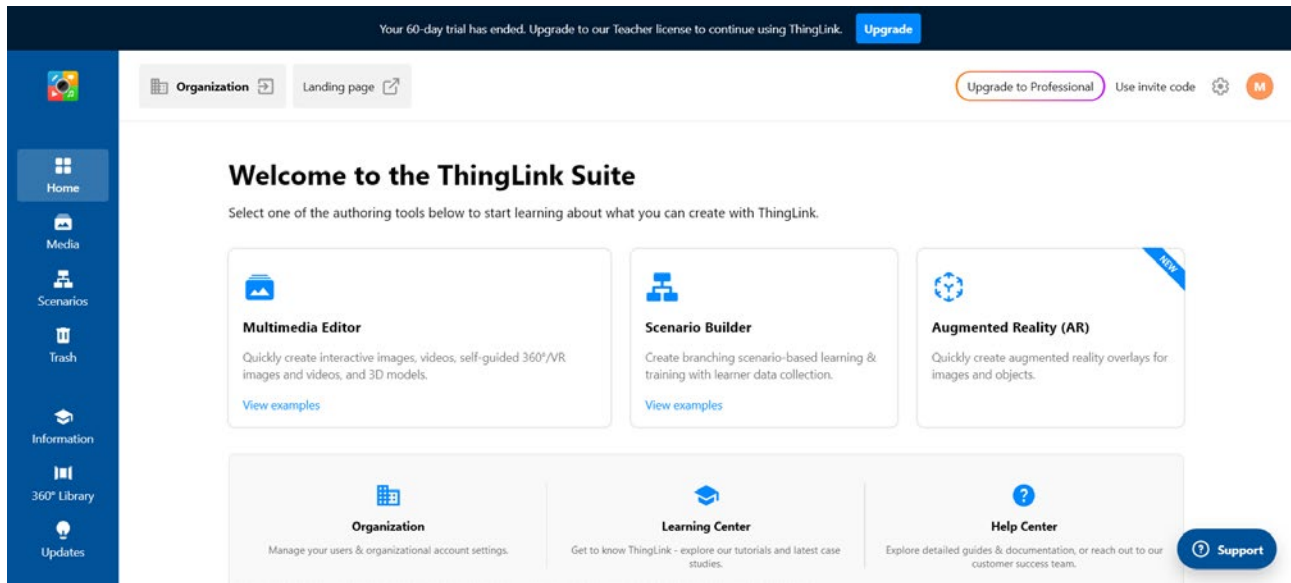 Your 60-day trial has ended. Upgrade to our Teacher license to continue using ThingLink. Upgrade
Organization
Landing page
Upgrade to Professional
Use invite code
M
Home
Media
Scenarios
Trash
Information
360° Library
Updates
Welcome to the ThingLink Suite
Select one of the authoring tools below to start learning about what you can create with ThingLink.
Multimedia Editor
Quickly create interactive images, videos, self-guided 360°/VR
images and videos, and 3D models.
View examples
Scenario Builder
Create branching scenario-based learning &
training with learner data collection.
View examples
NEW
Augmented Reality (AR)
Quickly create augmented reality overlays for
images and objects.
Organization
Manage your users & organizational account settings.
Learning Center
Get to know ThingLink - explore our tutorials and latest case
studies.
Help Center
Explore detailed guides & documentation, or reach out to our
customer success team.
Support